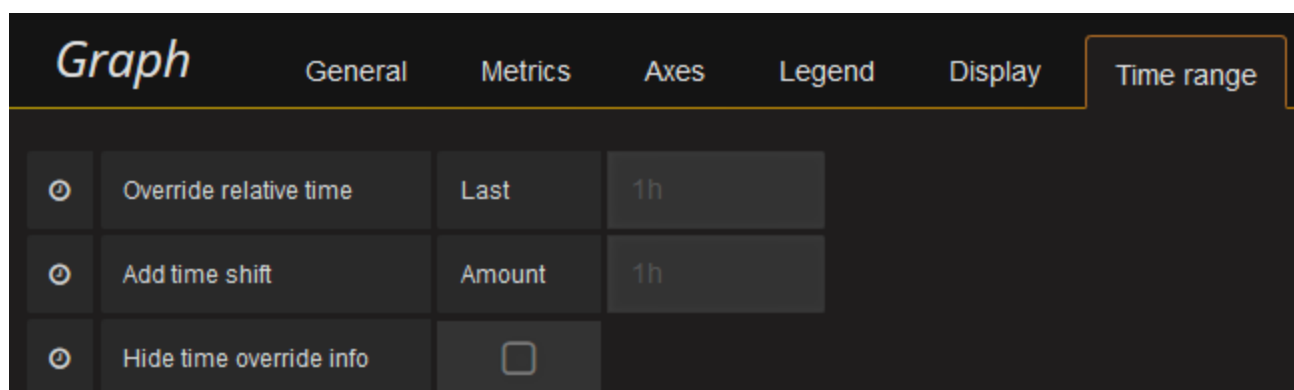 Graph General Metrics Axes Legend Display Time range
Override relative time Last 1h
Add time shift Amount 1h
Hide time override info